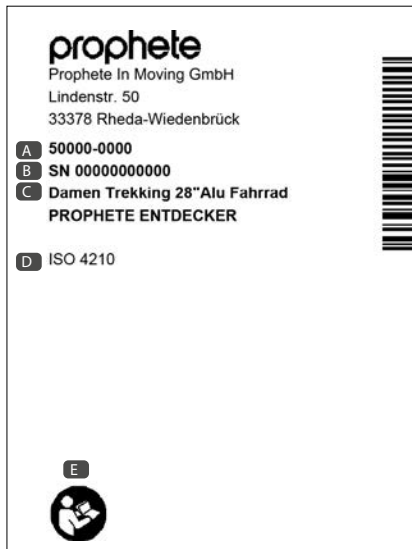 prophete
Prophete In Moving GmbH
Lindenstr. 50
33378 Rheda-Wiedenbrück
A 50000-0000
B SN 00000000000
C Damen Trekking 28"Alu Fahrrad
PROPHETE ENTDECKER
D ISO 4210
E